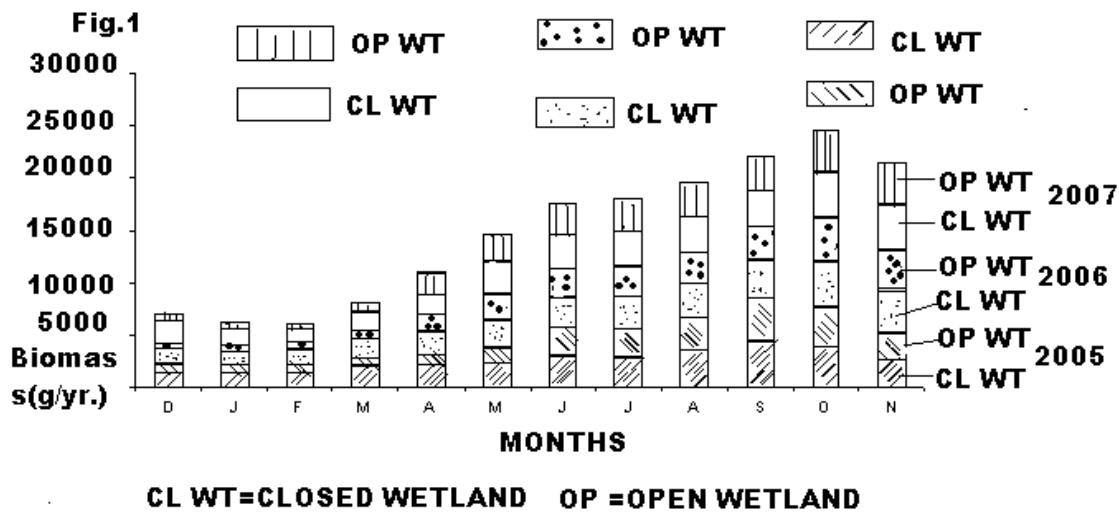 Fig.1
OP WT OP WT CL WT
CL WT CL WT OP WT
30000
25000
20000
15000
10000
5000
Biomas
s(g/yr.)
OP WT 2007
CL WT
OP WT 2006
CL WT
OP WT 2005
CL WT
D J F M A M J J A S O N
MONTHS
CL WT=CLOSED WETLAND OP =OPEN WETLAND